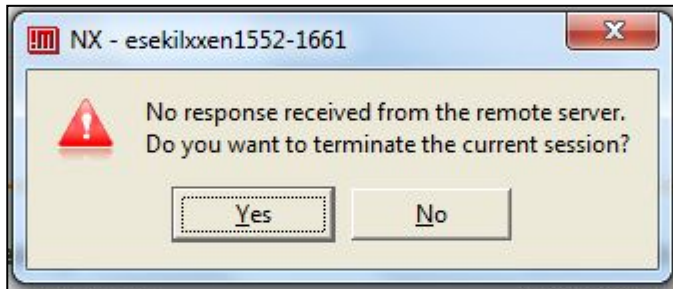 NX - esekilxxen1552-1661
No response received from the remote server.
Do you want to terminate the current session?
Yes
No